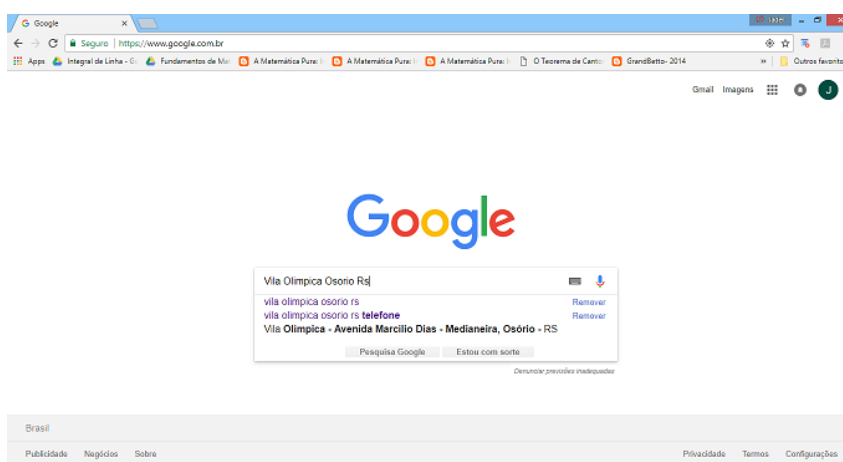 Google
Seguro | https://www.google.com.br
Apps Integral de Linha - G Fundamentos de Ma A Matemática Pura: A Matemática Pura: A Matemática Pura: O Teorema de Canto GrandBetto- 2014 » Outros favorito
Gmail Imagens J
Google
Vila Olimpica Osorio Rs
vila olimpica osorio rs Remover
vila olimpica osorio rs telefone Remover
Vila Olimpica - Avenida Marcilio Dias - Medianeira, Osório - RS
Pesquisa Google Estou com sorte
Denunciar previsões inadequadas
Brasil
Publicidade Negócios Sobre Privacidade Termos Configurações